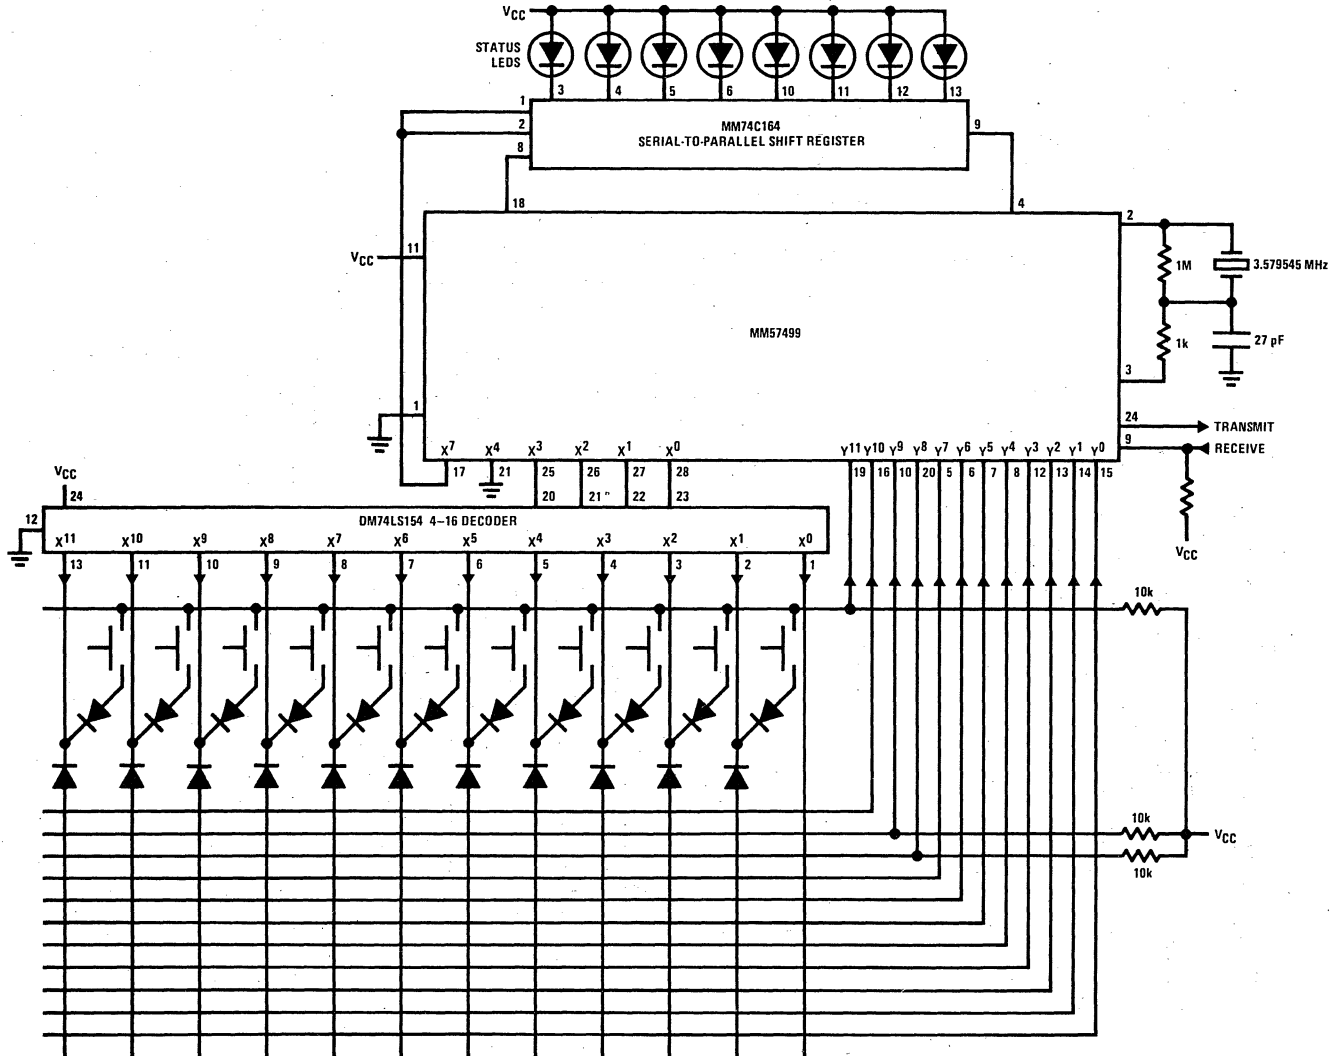 VCC
STATUS
LEDS
3 4 5 6 10 11 12 13
1
2
8
MM74C164
SERIAL-TO-PARALLEL SHIFT REGISTER
9
18
4
2
VCC
11
1M
3.579545 MHz
MM57499
1k
27 pF
3
1
24
TRANSMIT
9
RECEIVE
X7 X4 X3 X2 X1 X0
Y11 Y10 Y9 Y8 Y7 Y6 Y5 Y4 Y3 Y2 Y1 Y0
17 21 25 26 27 28
19 16 10 20 5 6 7 8 12 13 14 15
VCC
24
20 21 22 23
12
DM74LS154 4–16 DECODER
X11 X10 X9 X8 X7 X6 X5 X4 X3 X2 X1 X0
13 11 10 9 8 7 6 5 4 3 2 1
VCC
10k
10k
VCC
10k